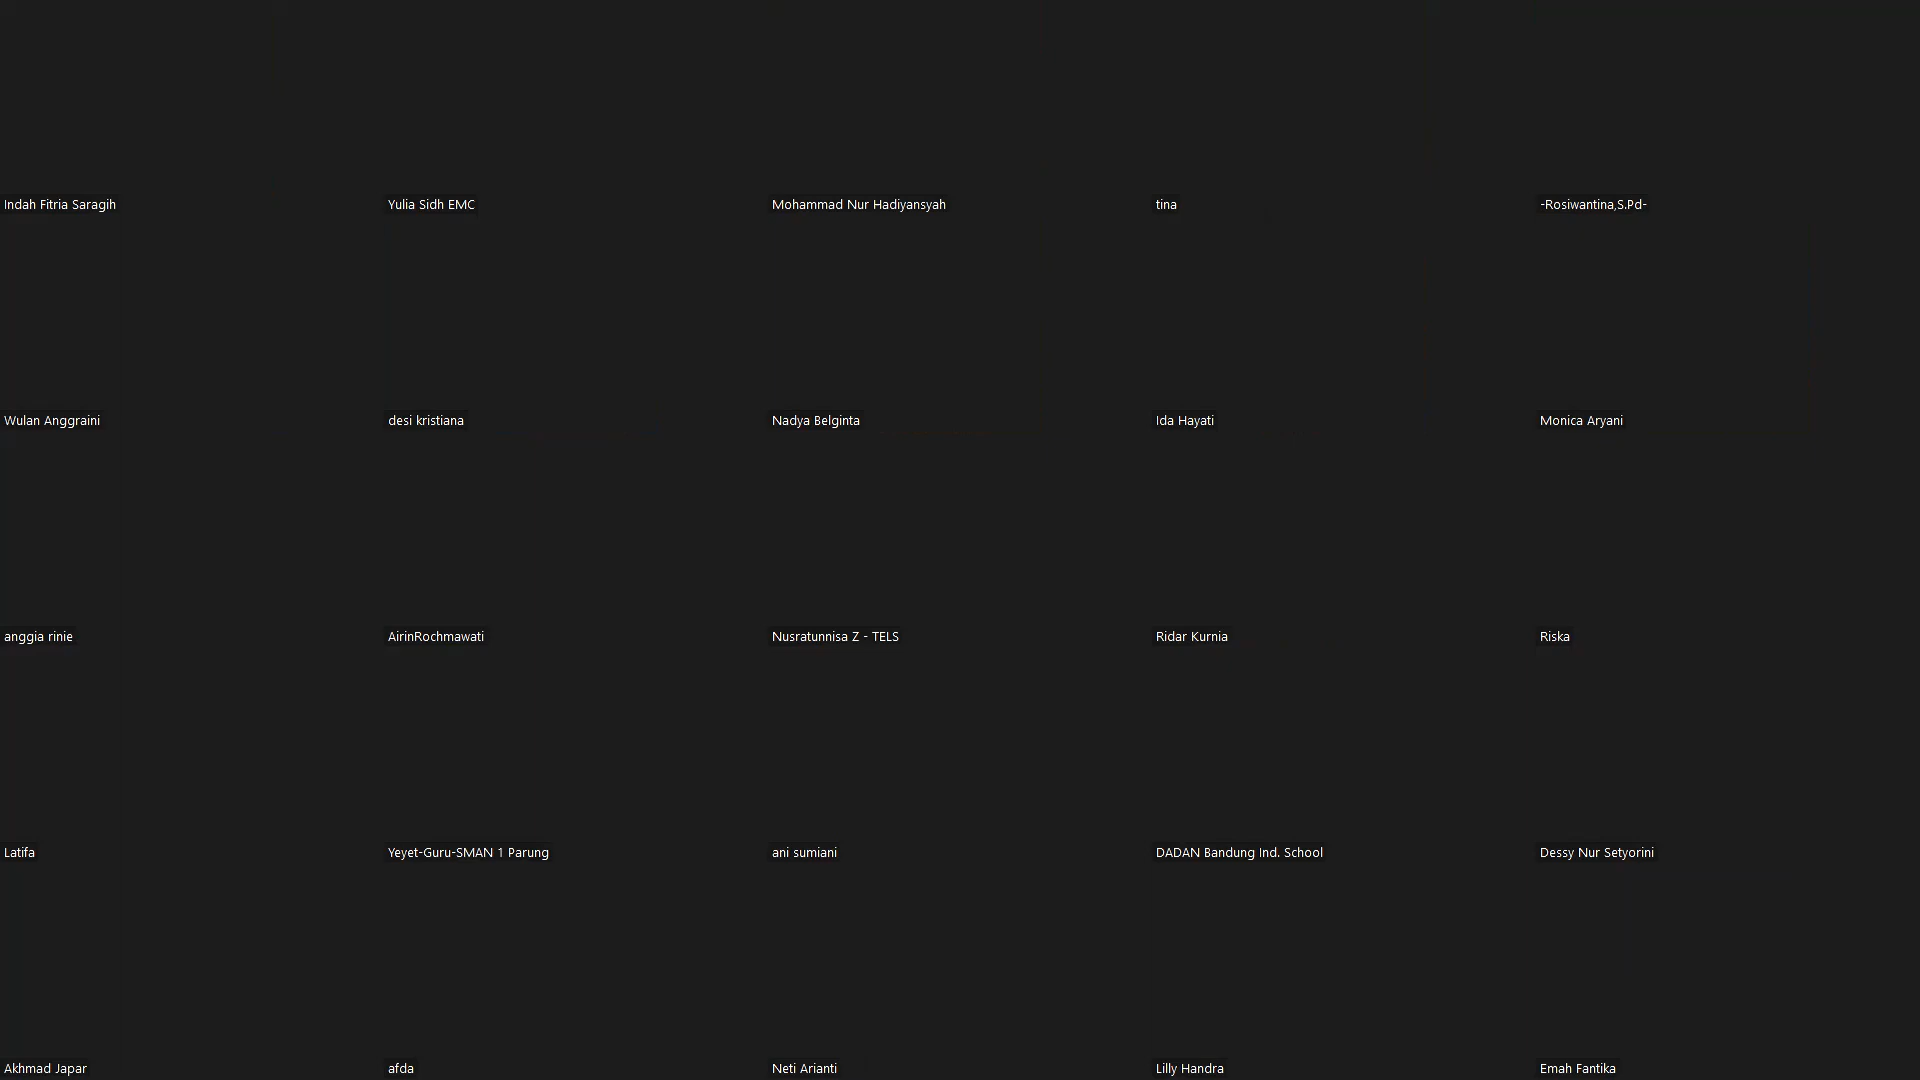 Indah Fitria Saragih
Yulia Sidh EMC
Mohammad Nur Hadiyansyah
tina
-Rosiwantina,S.Pd-
Wulan Anggraini
desi kristiana
Nadya Belginta
Ida Hayati
Monica Aryani
anggia rinie
AirinRochmawati
Nusratunnisa Z - TELS
Ridar Kurnia
Riska
Latifa
Yeyet-Guru-SMAN 1 Parung
ani sumiani
DADAN Bandung Ind. School
Dessy Nur Setyorini
Akhmad Japar
afda
Neti Arianti
Lilly Handra
Emah Fantika